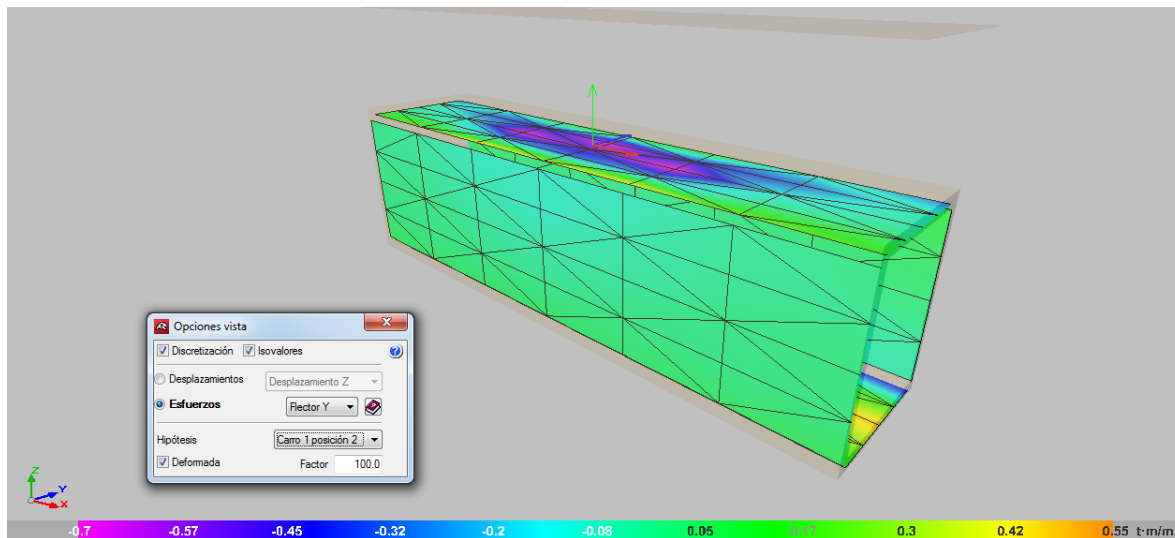 Opciones vista
Discretización Isovalores
Desplazamientos Desplazamiento Z
Esfuerzos Flector Y
Hipótesis Carro 1 posición 2
Deformada Factor 100.0
Z
Y
X
-0.7 -0.57 -0.45 -0.32 -0.2 -0.08 0.05 0.17 0.3 0.42 0.55 t·m/m